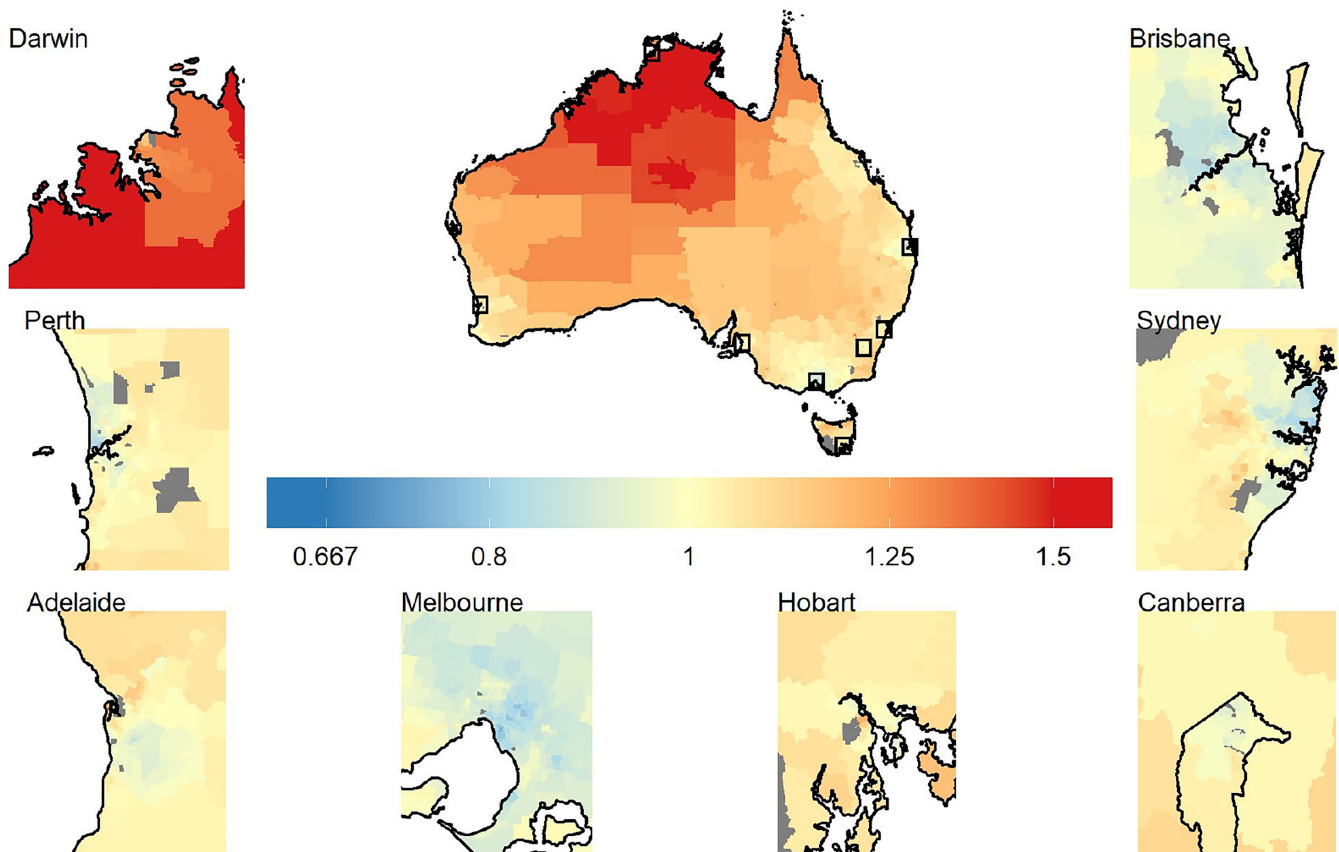 Darwin
Brisbane
Perth
Sydney
0.667 0.8 1 1.25 1.5
Adelaide
Melbourne
Hobart
Canberra